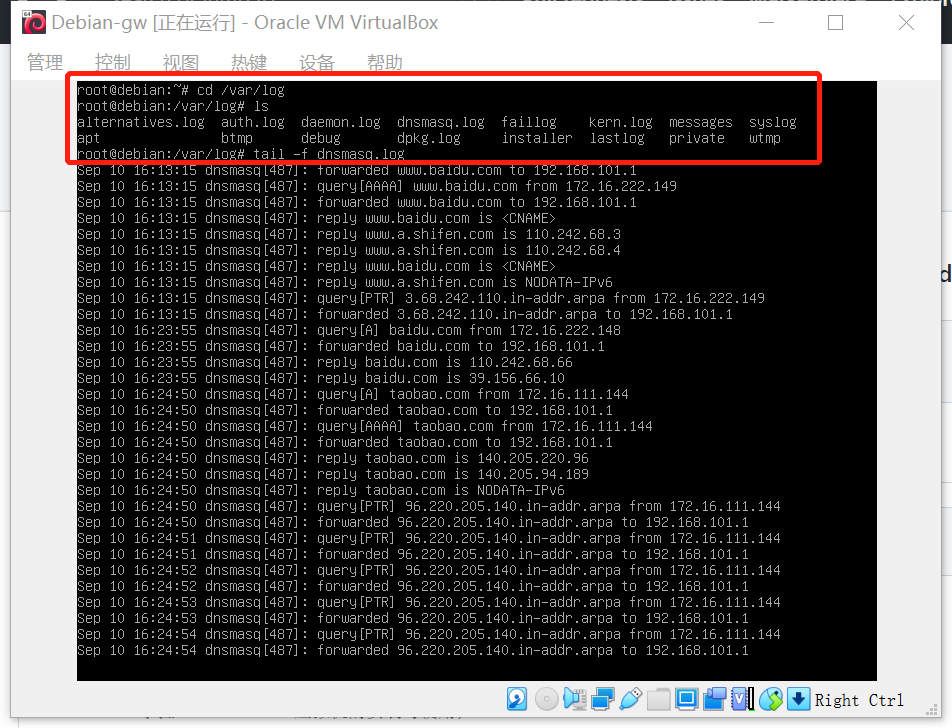 Debian-gw [正在运行] - Oracle VM VirtualBox
管理 控制 视图 热键 设备 帮助
root@debian:~# cd /var/log
root@debian:/var/log# ls
alternatives.log auth.log daemon.log dnsmasq.log faillog kern.log messages syslog
apt btmp debug dpkg.log installer lastlog private wtmp
root@debian:/var/log# tail -f dnsmasq.log
Sep 10 16:13:15 dnsmasq[487]: forwarded www.baidu.com to 192.168.101.1
Sep 10 16:13:15 dnsmasq[487]: query[AAAA] www.baidu.com from 172.16.222.149
Sep 10 16:13:15 dnsmasq[487]: forwarded www.baidu.com to 192.168.101.1
Sep 10 16:13:15 dnsmasq[487]: reply www.baidu.com is <CNAME>
Sep 10 16:13:15 dnsmasq[487]: reply www.a.shifen.com is 110.242.68.3
Sep 10 16:13:15 dnsmasq[487]: reply www.a.shifen.com is 110.242.68.4
Sep 10 16:13:15 dnsmasq[487]: reply www.baidu.com is <CNAME>
Sep 10 16:13:15 dnsmasq[487]: reply www.a.shifen.com is NODATA-IPv6
Sep 10 16:13:15 dnsmasq[487]: query[PTR] 3.68.242.110.in-addr.arpa from 172.16.222.149
Sep 10 16:13:15 dnsmasq[487]: forwarded 3.68.242.110.in-addr.arpa to 192.168.101.1
Sep 10 16:23:55 dnsmasq[487]: query[A] baidu.com from 172.16.222.148
Sep 10 16:23:55 dnsmasq[487]: forwarded baidu.com to 192.168.101.1
Sep 10 16:23:55 dnsmasq[487]: reply baidu.com is 110.242.68.66
Sep 10 16:23:55 dnsmasq[487]: reply baidu.com is 39.156.66.10
Sep 10 16:24:50 dnsmasq[487]: query[A] taobao.com from 172.16.111.144
Sep 10 16:24:50 dnsmasq[487]: forwarded taobao.com to 192.168.101.1
Sep 10 16:24:50 dnsmasq[487]: query[AAAA] taobao.com from 172.16.111.144
Sep 10 16:24:50 dnsmasq[487]: forwarded taobao.com to 192.168.101.1
Sep 10 16:24:50 dnsmasq[487]: reply taobao.com is 140.205.220.96
Sep 10 16:24:50 dnsmasq[487]: reply taobao.com is 140.205.94.189
Sep 10 16:24:50 dnsmasq[487]: reply taobao.com is NODATA-IPv6
Sep 10 16:24:50 dnsmasq[487]: query[PTR] 96.220.205.140.in-addr.arpa from 172.16.111.144
Sep 10 16:24:50 dnsmasq[487]: forwarded 96.220.205.140.in-addr.arpa to 192.168.101.1
Sep 10 16:24:51 dnsmasq[487]: query[PTR] 96.220.205.140.in-addr.arpa from 172.16.111.144
Sep 10 16:24:51 dnsmasq[487]: forwarded 96.220.205.140.in-addr.arpa to 192.168.101.1
Sep 10 16:24:52 dnsmasq[487]: query[PTR] 96.220.205.140.in-addr.arpa from 172.16.111.144
Sep 10 16:24:52 dnsmasq[487]: forwarded 96.220.205.140.in-addr.arpa to 192.168.101.1
Sep 10 16:24:53 dnsmasq[487]: query[PTR] 96.220.205.140.in-addr.arpa from 172.16.111.144
Sep 10 16:24:53 dnsmasq[487]: forwarded 96.220.205.140.in-addr.arpa to 192.168.101.1
Sep 10 16:24:54 dnsmasq[487]: query[PTR] 96.220.205.140.in-addr.arpa from 172.16.111.144
Sep 10 16:24:54 dnsmasq[487]: forwarded 96.220.205.140.in-addr.arpa to 192.168.101.1
Right Ctrl